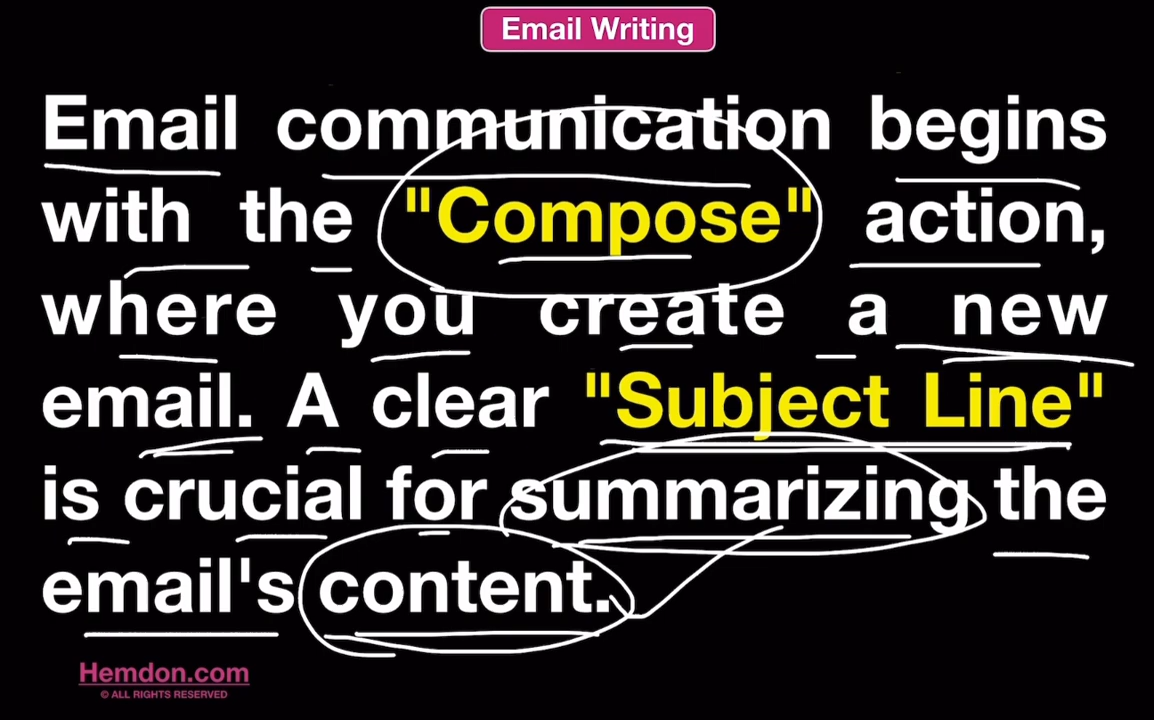 Email Writing
Email communication begins
with the "Compose" action,
where you create a new
email. A clear "Subject Line"
is crucial for summarizing the
email's content.
Hemdon.com
© ALL RIGHTS RESERVED